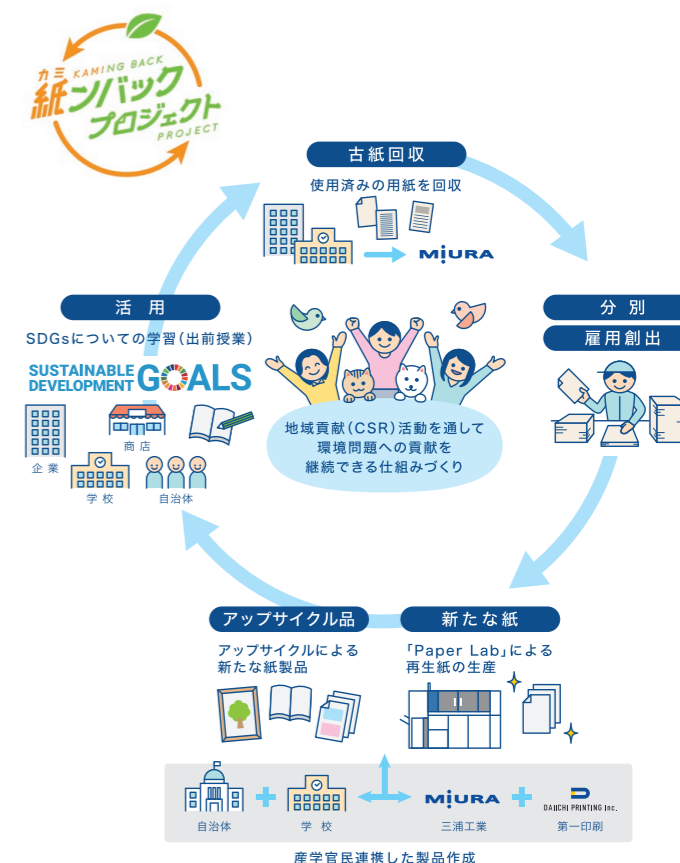 カミ KAMING BACK
紙ンバック
プロジェクト
PROJECT
古紙回収
使用済みの用紙を回収
MIURA
分別
雇用創出
活用
SDGsについての学習(出前授業)
SUSTAINABLE
DEVELOPMENT GOALS
商店
企業
学校
自治体
地域貢献(CSR)活動を通して
環境問題への貢献を
継続できる仕組みづくり
アップサイクル品
アップサイクルによる
新たな紙製品
新たな紙
「Paper Lab」による
再生紙の生産
MIURA
DAIICHI PRINTING Inc.
自治体
学校
三浦工業
第一印刷
産学官民連携した製品作成